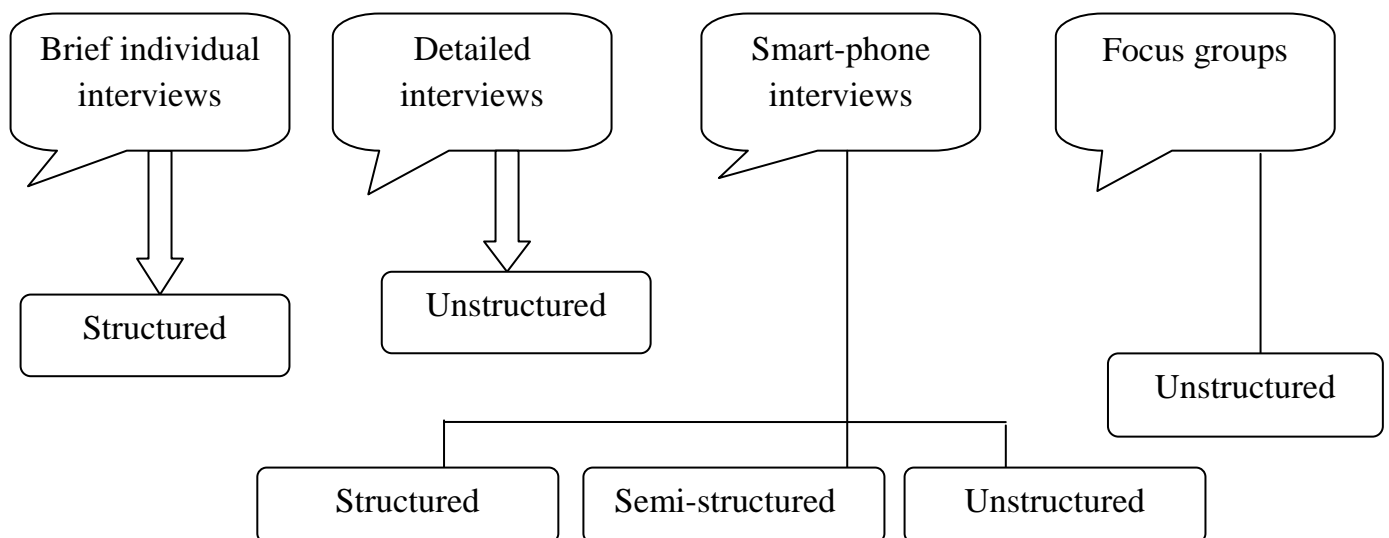 Brief individual
interviews
Detailed
interviews
Smart-phone
interviews
Focus groups
Structured
Unstructured
Unstructured
Structured
Semi-structured
Unstructured